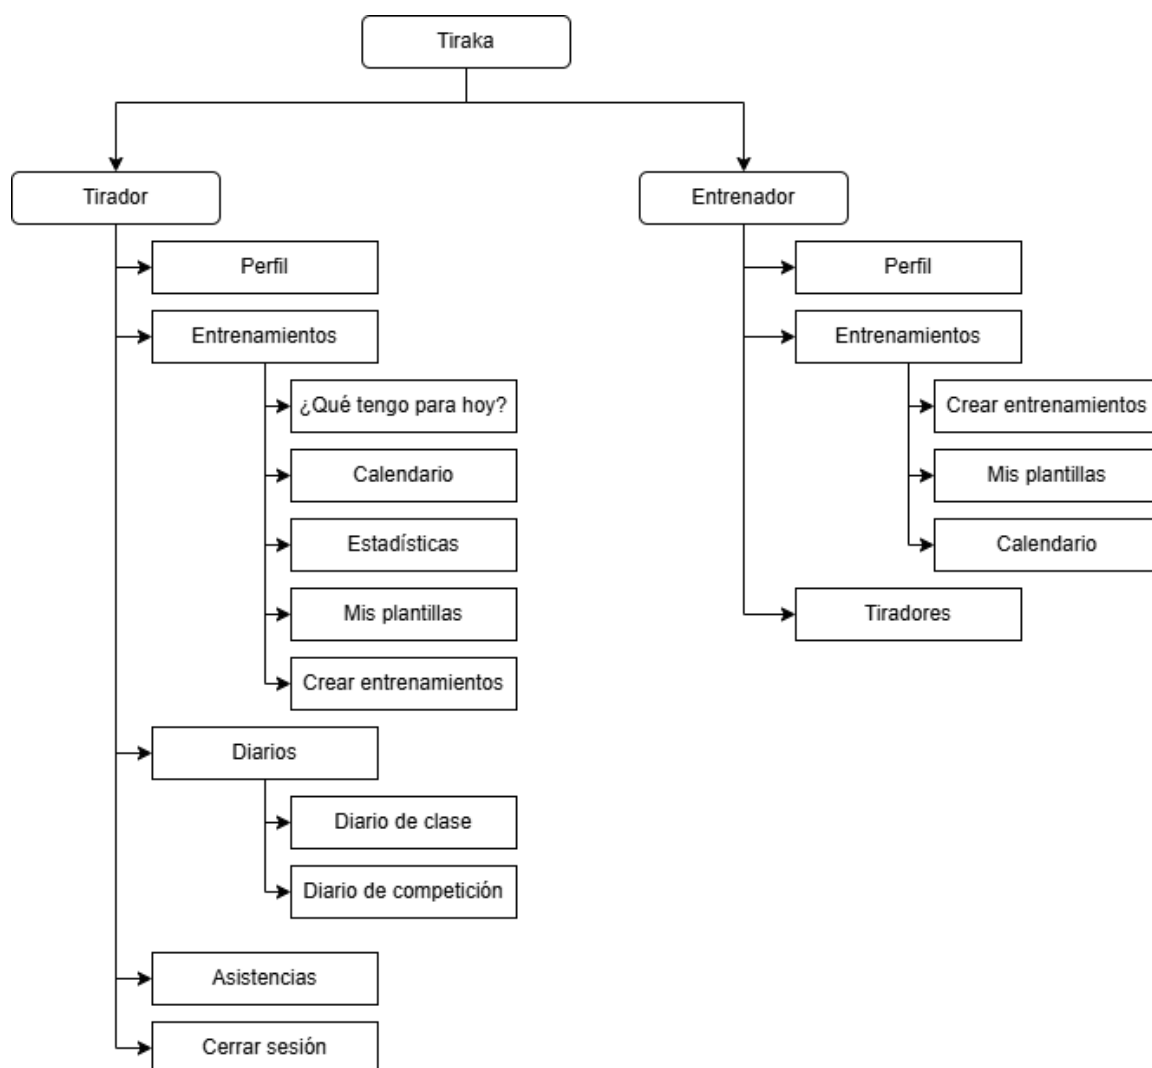 Tiraka
Tirador
Perfil
Entrenamientos
¿Qué tengo para hoy?
Calendario
Estadísticas
Mis plantillas
Crear entrenamientos
Diarios
Diario de clase
Diario de competición
Asistencias
Cerrar sesión
Entrenador
Perfil
Entrenamientos
Crear entrenamientos
Mis plantillas
Calendario
Tiradores